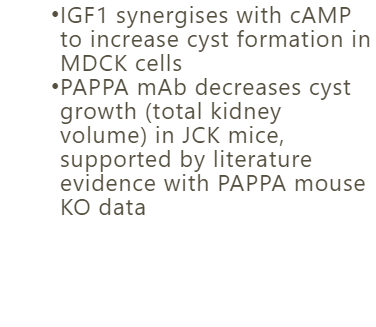 •IGF1 synergises with cAMP
to increase cyst formation in
MDCK cells
•PAPPA mAb decreases cyst
growth (total kidney
volume) in JCK mice,
supported by literature
evidence with PAPPA mouse
KO data